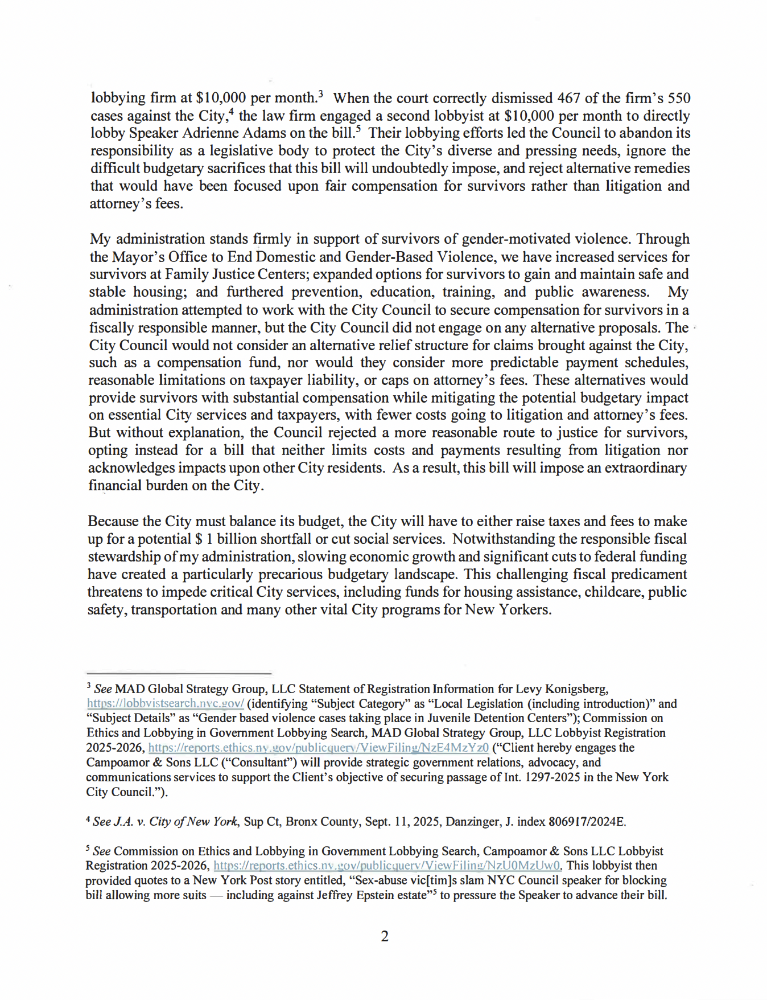 lobbying firm at $10,000 per month.3 When the court correctly dismissed 467 of the firm's 550
cases against the City,4 the law firm engaged a second lobbyist at $10,000 per month to directly
lobby Speaker Adrienne Adams on the bill.5 Their lobbying efforts led the Council to abandon its
responsibility as a legislative body to protect the City's diverse and pressing needs, ignore the
difficult budgetary sacrifices that this bill will undoubtedly impose, and reject alternative remedies
that would have been focused upon fair compensation for survivors rather than litigation and
attorney's fees.
My administration stands firmly in support of survivors of gender-motivated violence. Through
the Mayor's Office to End Domestic and Gender-Based Violence, we have increased services for
survivors at Family Justice Centers; expanded options for survivors to gain and maintain safe and
stable housing; and furthered prevention, education, training, and public awareness. My
administration attempted to work with the City Council to secure compensation for survivors in a
fiscally responsible manner, but the City Council did not engage on any alternative proposals. The
City Council would not consider an alternative relief structure for claims brought against the City,
such as a compensation fund, nor would they consider more predictable payment schedules,
reasonable limitations on taxpayer liability, or caps on attorney's fees. These alternatives would
provide survivors with substantial compensation while mitigating the potential budgetary impact
on essential City services and taxpayers, with fewer costs going to litigation and attorney's fees.
But without explanation, the Council rejected a more reasonable route to justice for survivors,
opting instead for a bill that neither limits costs and payments resulting from litigation nor
acknowledges impacts upon other City residents. As a result, this bill will impose an extraordinary
financial burden on the City.
Because the City must balance its budget, the City will have to either raise taxes and fees to make
up for a potential $ 1 billion shortfall or cut social services. Notwithstanding the responsible fiscal
stewardship of my administration, slowing economic growth and significant cuts to federal funding
have created a particularly precarious budgetary landscape. This challenging fiscal predicament
threatens to impede critical City services, including funds for housing assistance, childcare, public
safety, transportation and many other vital City programs for New Yorkers.
3 See MAD Global Strategy Group, LLC Statement of Registration Information for Levy Konigsberg,
https://lobbyistsearch.nyc.gov/ (identifying “Subject Category” as “Local Legislation (including introduction)” and
“Subject Details” as “Gender based violence cases taking place in Juvenile Detention Centers”); Commission on
Ethics and Lobbying in Government Lobbying Search, MAD Global Strategy Group, LLC Lobbyist Registration
2025-2026, https://reports.ethics.ny.gov/publicquery/ViewFiling/NzE4MzYz0 (“Client hereby engages the
Campoamor & Sons LLC (“Consultant”) will provide strategic government relations, advocacy, and
communications services to support the Client's objective of securing passage of Int. 1297-2025 in the New York
City Council.”).
4 See J.A. v. City of New York, Sup Ct, Bronx County, Sept. 11, 2025, Danzinger, J. index 806917/2024E.
5 See Commission on Ethics and Lobbying in Government Lobbying Search, Campoamor & Sons LLC Lobbyist
Registration 2025-2026, https://reports.ethics.ny.gov/publicquery/ViewFiling/NzU0MzUw0. This lobbyist then
provided quotes to a New York Post story entitled, “Sex-abuse vic[tim]s slam NYC Council speaker for blocking
bill allowing more suits — including against Jeffrey Epstein estate”5 to pressure the Speaker to advance their bill.
2